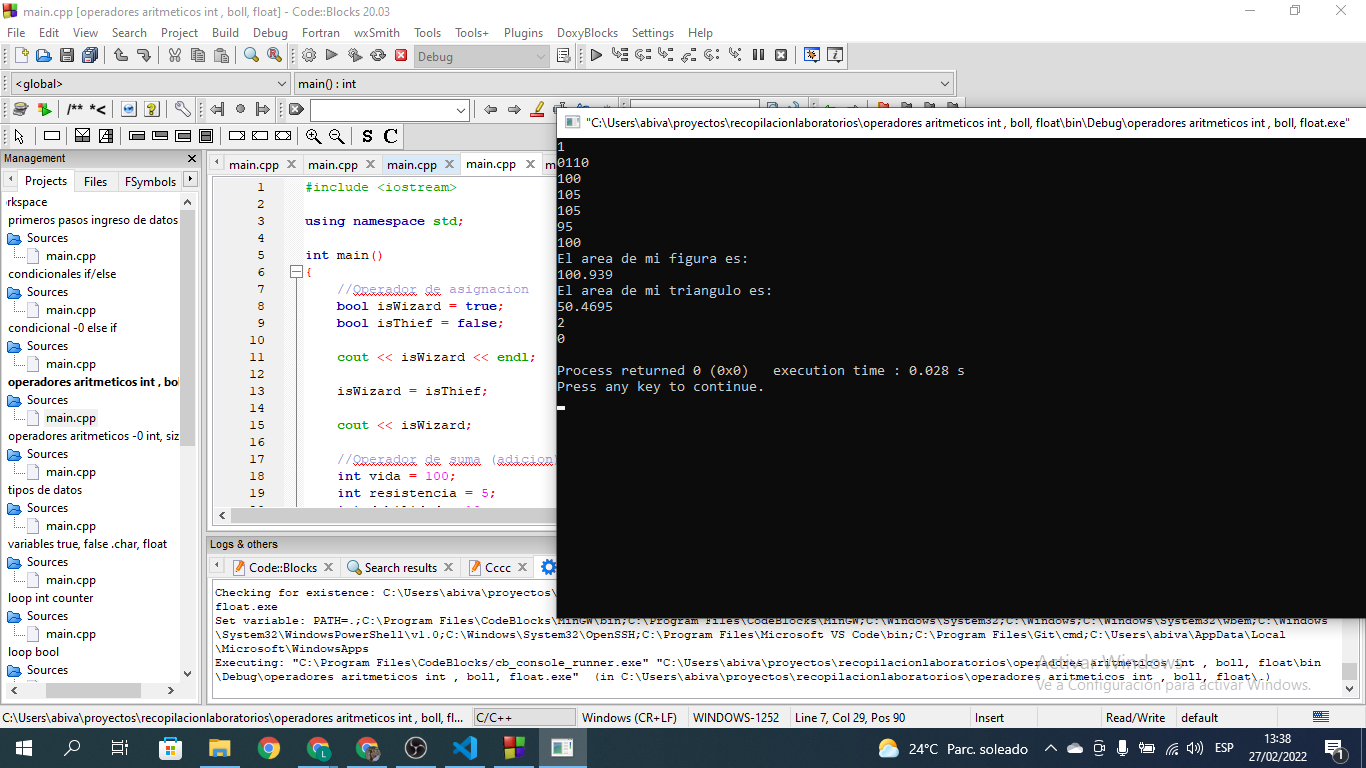 main.cpp [operadores aritmeticos int , boll, float] - Code::Blocks 20.03
File Edit View Search Project Build Debug Fortran wxSmith Tools Tools+ Plugins DoxyBlocks Settings Help
Debug
<global> main() : int
/** *<
S C
Management
Projects Files FSymbols
rkspace
primeros pasos ingreso de datos
Sources
main.cpp
condicionales if/else
Sources
main.cpp
condicional -0 else if
Sources
main.cpp
operadores aritmeticos int , bol
Sources
main.cpp
operadores aritmeticos -0 int, siz
Sources
main.cpp
tipos de datos
Sources
main.cpp
variables true, false .char, float
Sources
main.cpp
loop int counter
Sources
main.cpp
loop bool
Sources
main.cpp main.cpp main.cpp main.cpp m
1 #include <iostream>
2
3 using namespace std;
4
5 int main()
6 {
7 //Operador de asignacion
8 bool isWizard = true;
9 bool isThief = false;
10
11 cout << isWizard << endl;
12
13 isWizard = isThief;
14
15 cout << isWizard;
16
17 //Operador de suma (adicion)
18 int vida = 100;
19 int resistencia = 5;
"C:\Users\abiva\proyectos\recopilacionlaboratorios\operadores aritmeticos int , boll, float\bin\Debug\operadores aritmeticos int , boll, float.exe"
1
0110
100
105
105
95
100
El area de mi figura es:
100.939
El area de mi triangulo es:
50.4695
2
0
Process returned 0 (0x0) execution time : 0.028 s
Press any key to continue.
Logs & others
Code::Blocks Search results Cccc
Checking for existence: C:\Users\abiva\proyectos\
float.exe
Set variable: PATH=.;C:\Program Files\CodeBlocks\MinGW\bin;C:\Program Files\CodeBlocks\MinGW;C:\Windows\System32;C:\Windows;C:\Windows\System32\wbem;C:\Windows
\System32\WindowsPowerShell\v1.0;C:\Windows\System32\OpenSSH;C:\Program Files\Microsoft VS Code\bin;C:\Program Files\Git\cmd;C:\Users\abiva\AppData\Local
\Microsoft\WindowsApps
Executing: "C:\Program Files\CodeBlocks/cb_console_runner.exe" "C:\Users\abiva\proyectos\recopilacionlaboratorios\operadores aritmeticos int , boll, float\bin
\Debug\operadores aritmeticos int , boll, float.exe" (in C:\Users\abiva\proyectos\recopilacionlaboratorios\operadores aritmeticos int , boll, float\.)
Activar Windows
Ve a Configuración para activar Windows.
C:\Users\abiva\proyectos\recopilacionlaboratorios\operadores aritmeticos int , boll, fl... C/C++ Windows (CR+LF) WINDOWS-1252 Line 7, Col 29, Pos 90 Insert Read/Write default
24°C Parc. soleado ESP 13:38
27/02/2022 1